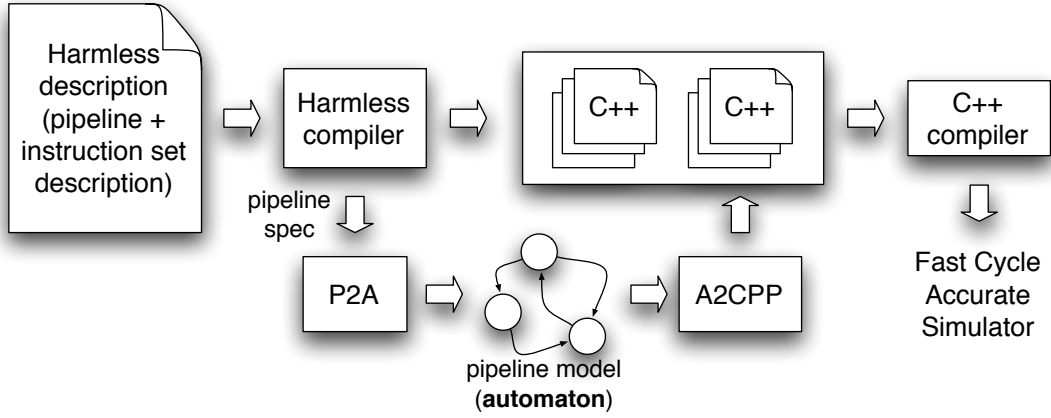 Harmless
description
(pipeline +
instruction set
description)
Harmless
compiler
C++
C++
C++
compiler
pipeline
spec
P2A
A2CPP
pipeline model
(automaton)
Fast Cycle
Accurate
Simulator